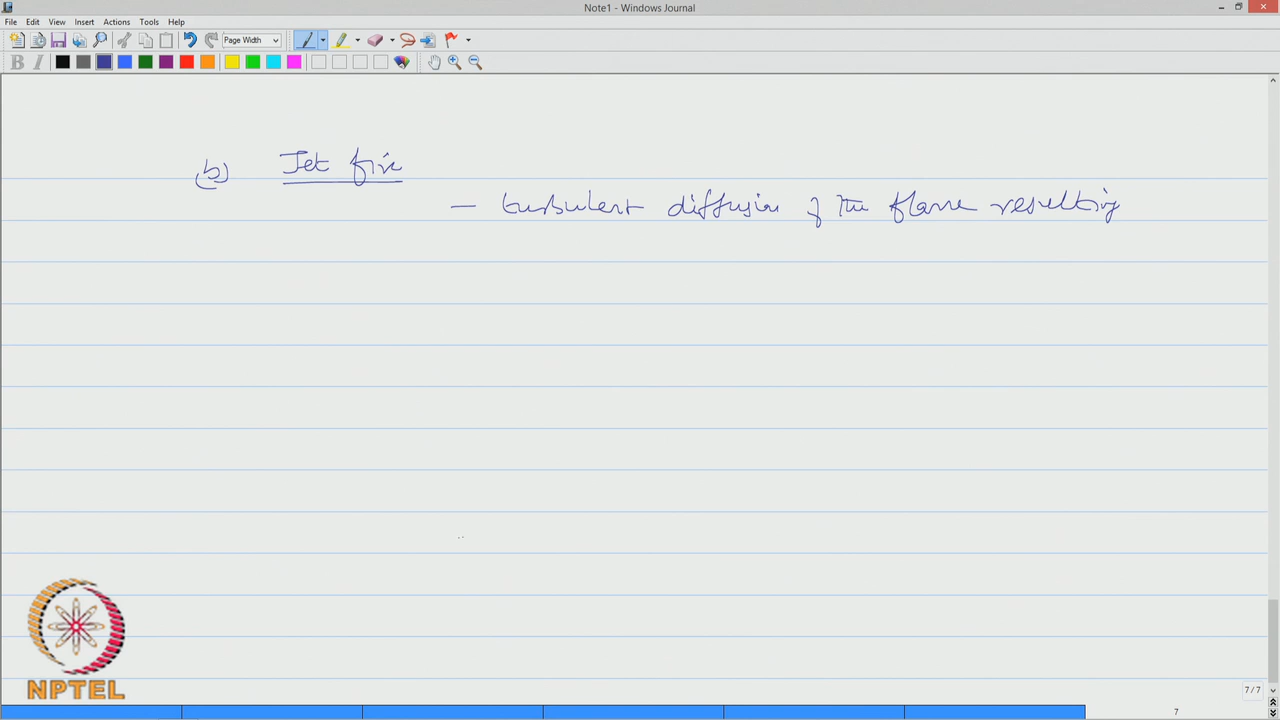 Note1 - Windows Journal
File Edit View Insert Actions Tools Help
Page Width
B I
(b) Jet fire
— turbulent diffusion of the flame resulting
NPTEL
7/7
7